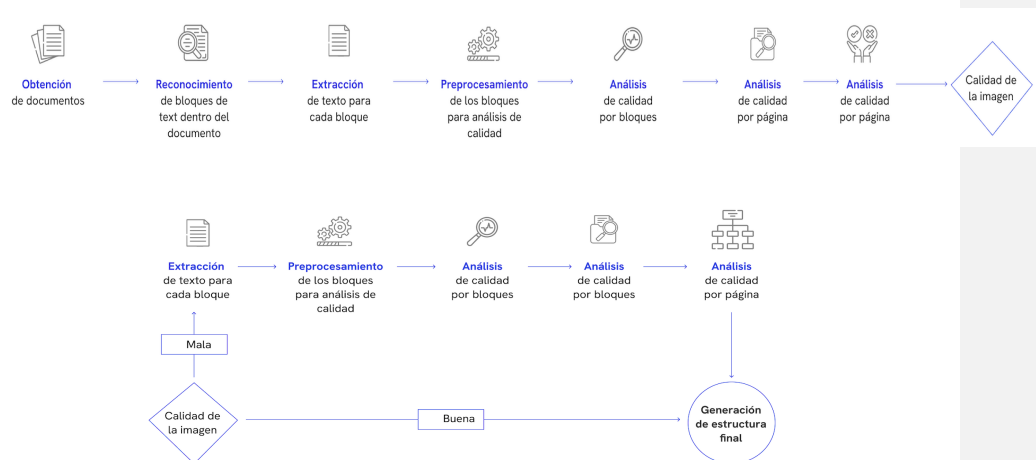 Obtención
de documentos
Reconocimiento
de bloques de
text dentro del
documento
Extracción
de texto para
cada bloque
Preprocesamiento
de los bloques
para análisis de
calidad
Análisis
de calidad
por bloques
Análisis
de calidad
por página
Análisis
de calidad
por página
Calidad de
la imagen
Extracción
de texto para
cada bloque
Preprocesamiento
de los bloques
para análisis de
calidad
Análisis
de calidad
por bloques
Análisis
de calidad
por bloques
Análisis
de calidad
por página
Mala
Calidad de
la imagen
Buena
Generación
de estructura
final